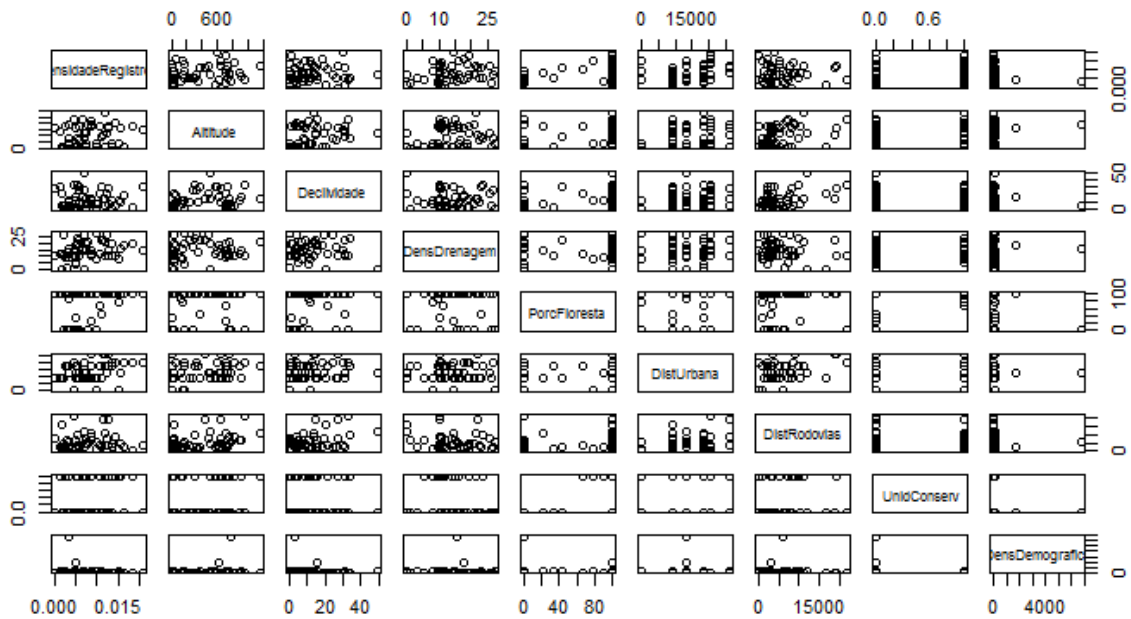 0 600 0 10 25 0 15000 0.0 0.6
ensidadeRegistro 0.000
0 Altitude
Declividade 0 50
0 25 DensDrenagem
PorcFloresta 0 100
0 DistUrbana
DistRodovias 0
0.0 UnidConserv
DensDemografic 0
0.000 0.015 0 20 40 0 40 80 0 15000 0 4000